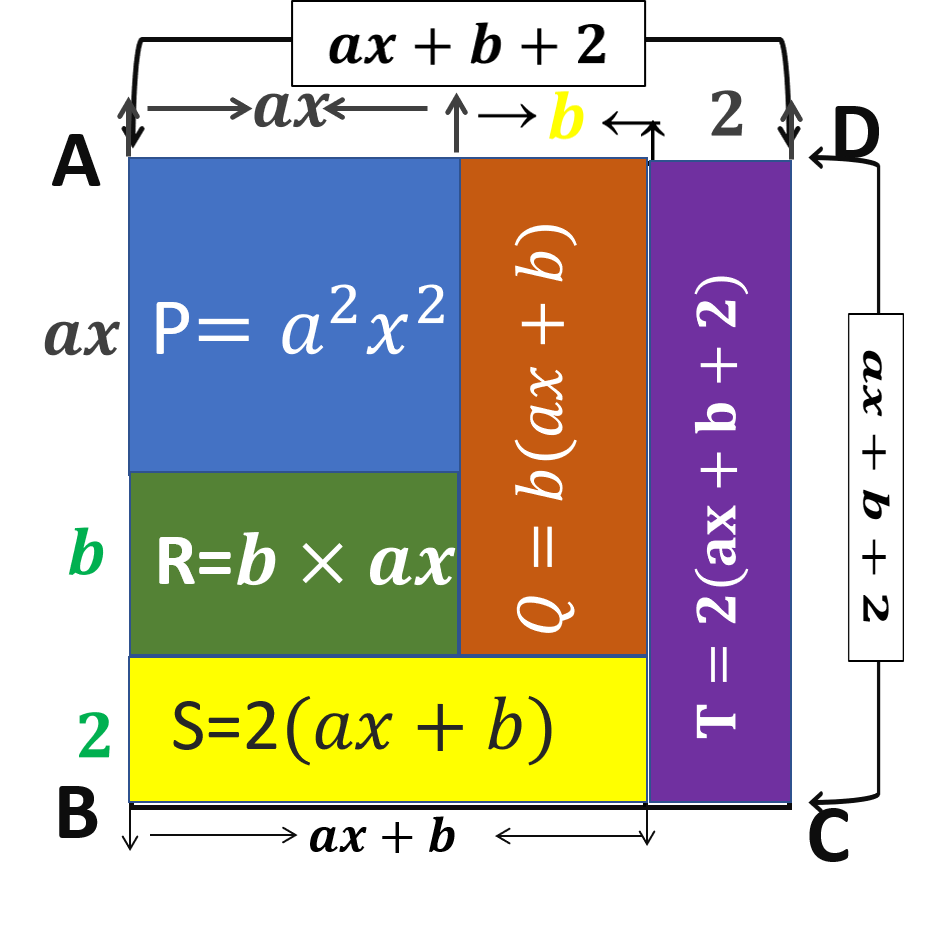 ax + b + 2
ax
b
2
A
D
ax
P= a²x²
Q = b(ax + b)
T = 2(ax + b + 2)
ax + b + 2
b
R=b × ax
2
S=2(ax + b)
B
C
ax + b